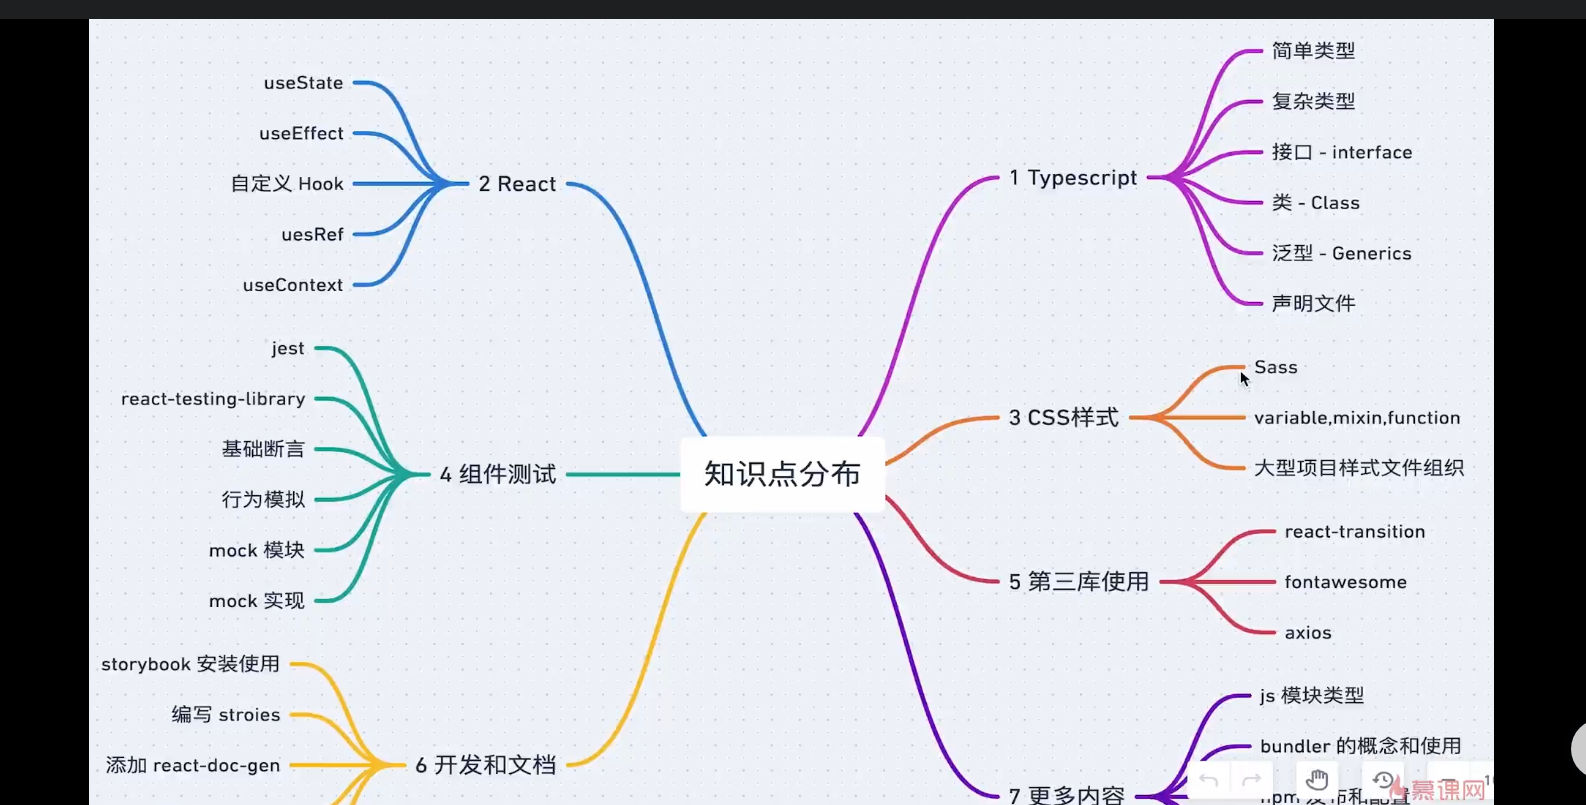 知识点分布
1 Typescript
简单类型
复杂类型
接口 - interface
类 - Class
泛型 - Generics
声明文件
2 React
useState
useEffect
自定义 Hook
uesRef
useContext
3 CSS样式
Sass
variable,mixin,function
大型项目样式文件组织
4 组件测试
jest
react-testing-library
基础断言
行为模拟
mock 模块
mock 实现
5 第三库使用
react-transition
fontawesome
axios
6 开发和文档
storybook 安装使用
编写 stroies
添加 react-doc-gen
7 更多内容
js 模块类型
bundler 的概念和使用
慕课网